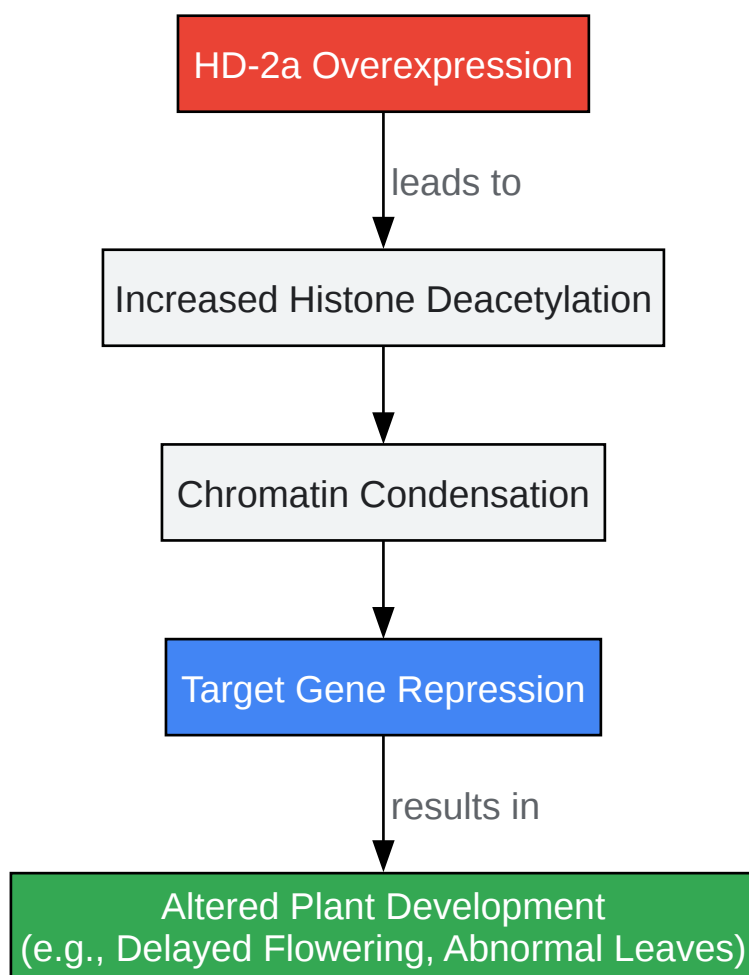 HD-2a Overexpression
leads to
Increased Histone Deacetylation
Chromatin Condensation
Target Gene Repression
results in
Altered Plant Development
(e.g., Delayed Flowering, Abnormal Leaves)